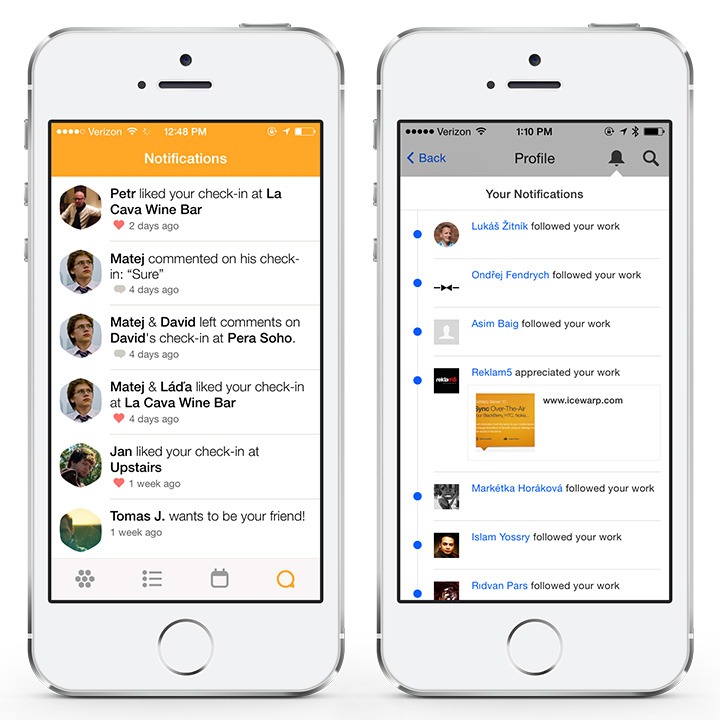 Verizon 12:48 PM
Notifications
Petr liked your check-in at La
Cava Wine Bar
2 days ago
Matej commented on his check-
in: “Sure”
4 days ago
Matej & David left comments on
David's check-in at Pera Soho.
4 days ago
Matej & Láďa liked your check-in
at La Cava Wine Bar
4 days ago
Jan liked your check-in at
Upstairs
1 week ago
Tomas J. wants to be your friend!
1 week ago
Verizon 1:10 PM
Back Profile
Your Notifications
Lukáš Žitník followed your work
Ondřej Fendrych followed your work
Asim Baig followed your work
Reklam5 appreciated your work
reklam5
www.icewarp.com
Sync Over-The-Air
Markétka Horáková followed your work
Islam Yossry followed your work
Rıdvan Pars followed your work